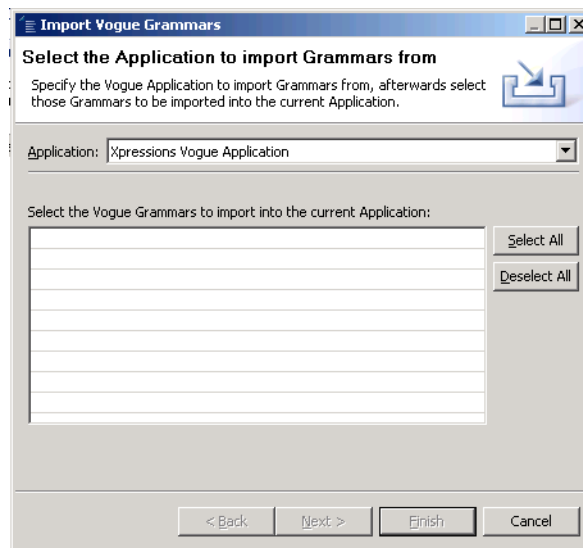 Import Vogue Grammars
Select the Application to import Grammars from
Specify the Vogue Application to import Grammars from, afterwards select
those Grammars to be imported into the current Application.
Application: Xpressions Vogue Application
Select the Vogue Grammars to import into the current Application:
Select All
Deselect All
< Back Next > Finish Cancel